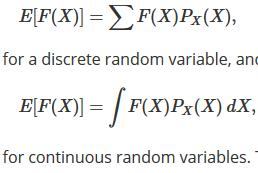 E[F(X)] = ∑ F(X)P_X(X),
for a discrete random variable, and
E[F(X)] = ∫ F(X)P_X(X) dX,
for continuous random variables.